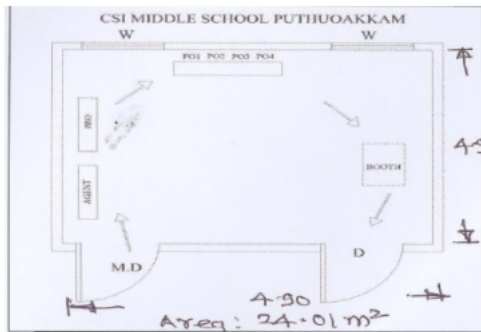 CSI MIDDLE SCHOOL PUTHUOAKKAM
W W
PO1 PO2 PO3 PO4
PRO
AGENT
BOOTH
M.D
D
4.90
Area: 24.01 m²